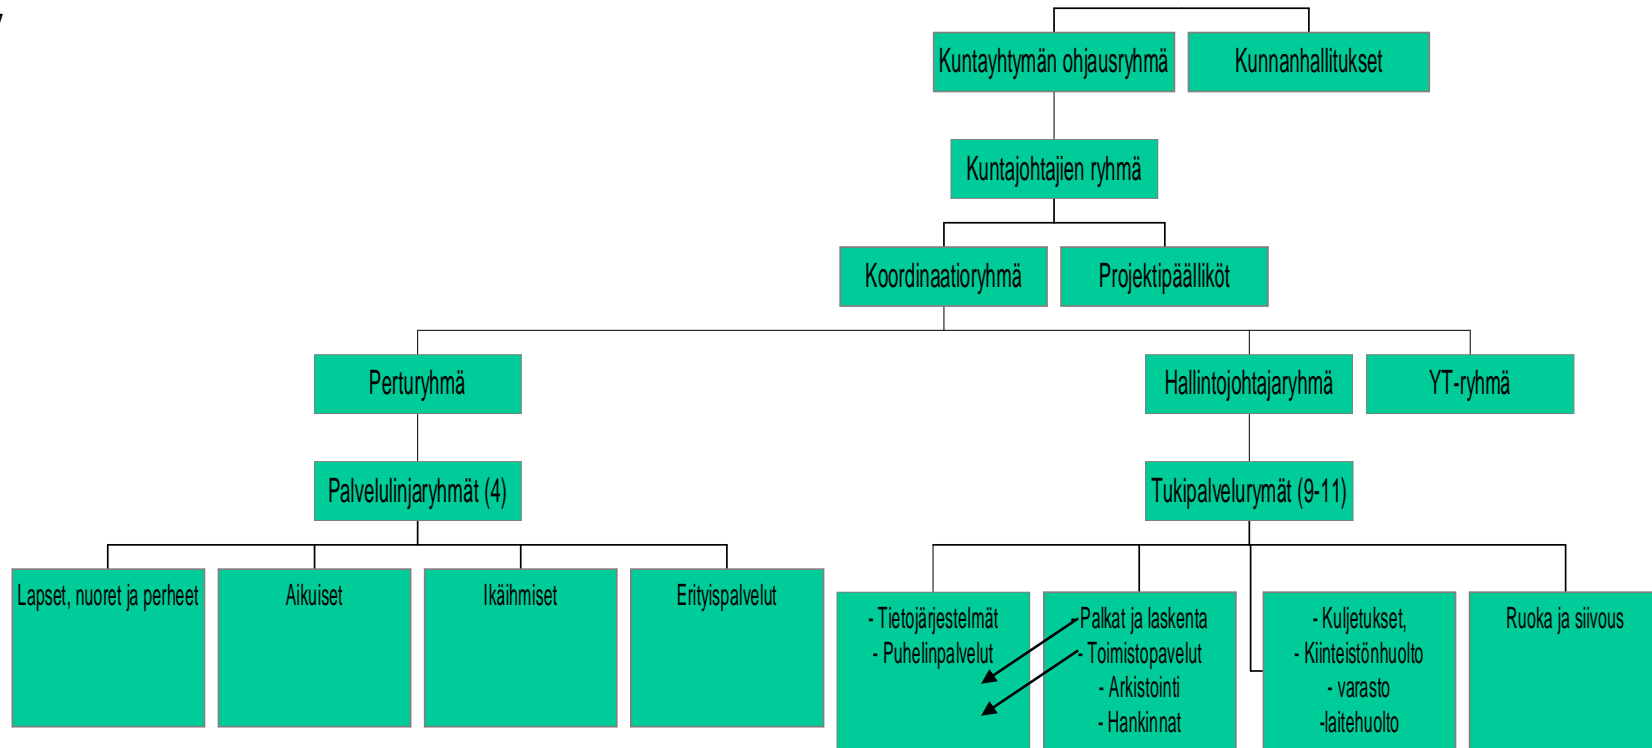 Kuntayhtymän ohjausryhmä
Kunnanhallitukset
Kuntajohtajien ryhmä
Koordinaatioryhmä
Projektipäälliköt
Perturyhmä
Hallintojohtajaryhmä
YT-ryhmä
Palvelulinjaryhmät (4)
Tukipalvelurymät (9-11)
Lapset, nuoret ja perheet
Aikuiset
Ikäihmiset
Erityispalvelut
- Tietojärjestelmät
- Puhelinpalvelut
- Palkat ja laskenta
- Toimistopavelut
- Arkistointi
- Hankinnat
- Kuljetukset,
- Kiinteistönhuolto
- varasto
-laitehuolto
Ruoka ja siivous